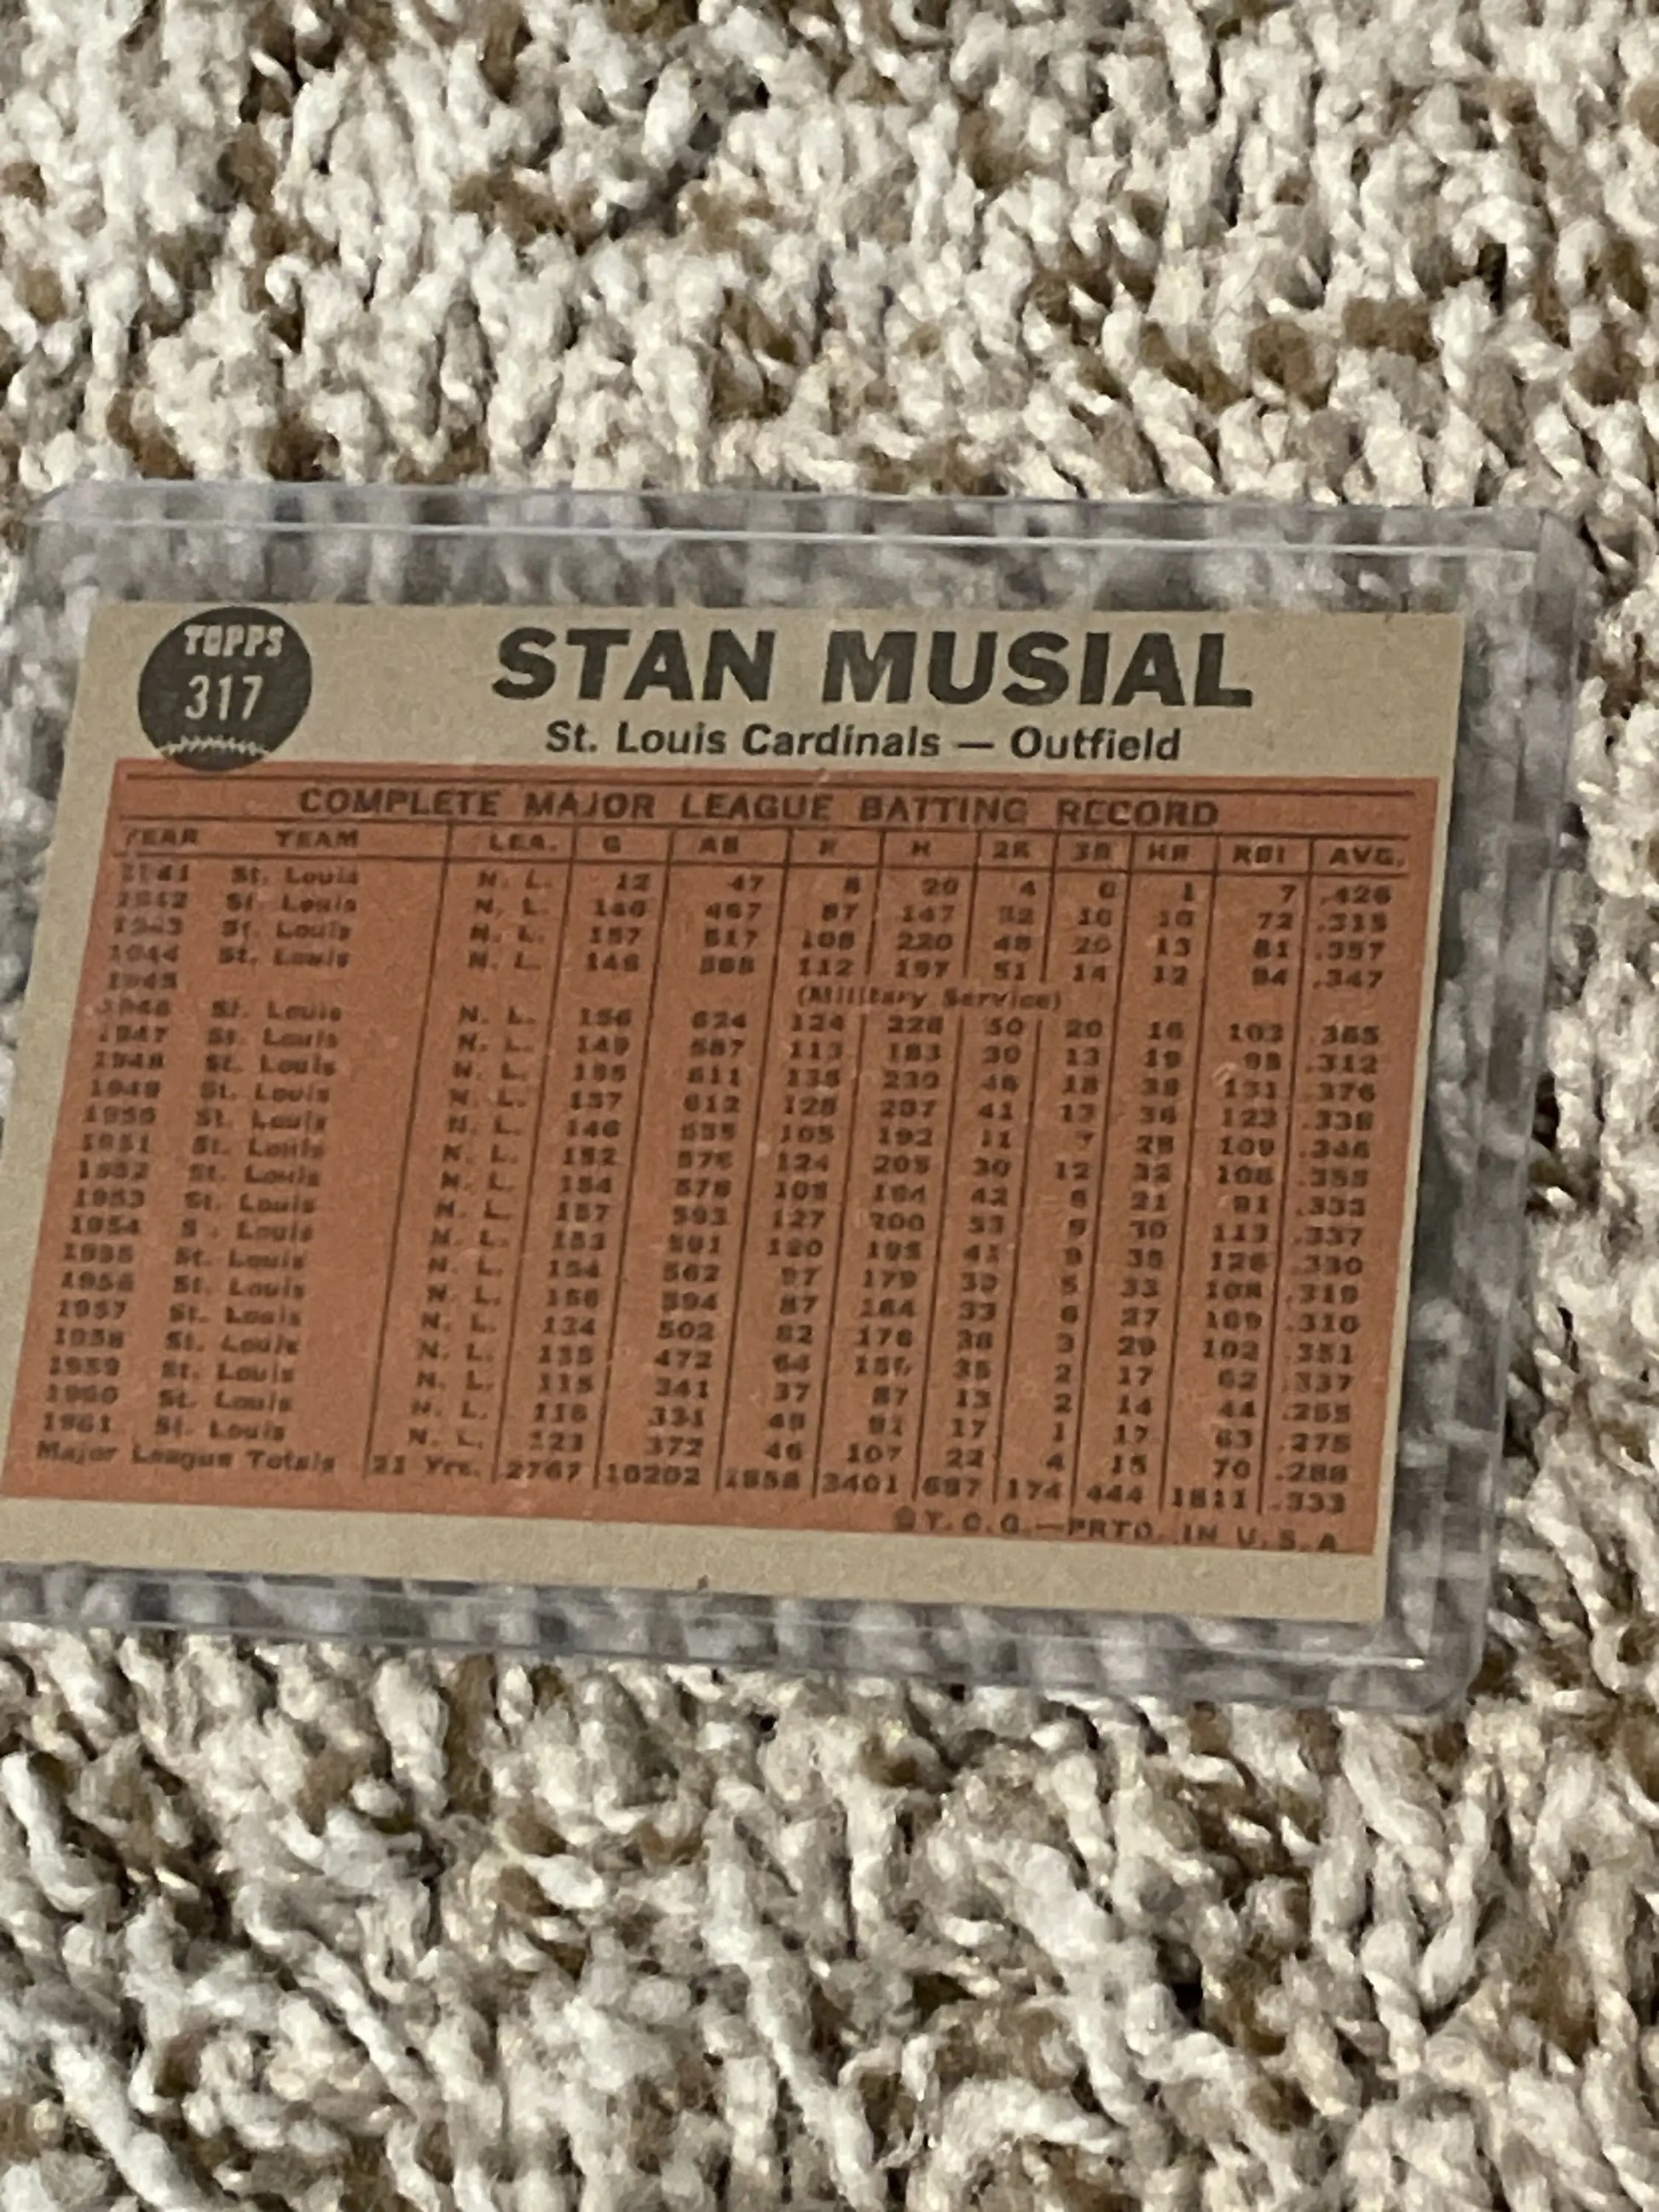 TOPPS
317
STAN MUSIAL
St. Louis Cardinals — Outfield
COMPLETE MAJOR LEAGUE BATTING RECORD
YEAR TEAM LEA. G AB R H 2B 3B HR RBI AVG.
1941 St. Louis N. L. 12 47 8 20 4 0 1 7 .426
1942 St. Louis N. L. 140 467 87 147 32 10 10 72 .315
1943 St. Louis N. L. 157 617 108 220 48 20 13 81 .357
1944 St. Louis N. L. 146 568 112 197 51 14 12 94 .347
1945 (Military Service)
1946 St. Louis N. L. 156 624 124 228 50 20 16 103 .365
1947 St. Louis N. L. 149 587 113 183 30 13 19 95 .312
1948 St. Louis N. L. 155 611 135 230 46 18 39 131 .376
1949 St. Louis N. L. 157 612 128 207 41 13 36 123 .338
1950 St. Louis N. L. 146 555 105 192 7 28 109 .346
1951 St. Louis N. L. 152 578 124 205 30 12 32 108 .355
1952 St. Louis N. L. 154 578 105 194 42 6 21 91
1953 St. Louis N. L. 157 593 127 200 53 9 30 113 .337
1954 St. Louis N. L. 153 591 120 195 41 9 35 126 .330
1955 St. Louis N. L. 154 562 97 179 30 5 33 108 .319
1956 St. Louis N. L. 156 594 87 184 33 6 27 109 .310
1957 St. Louis N. L. 134 502 82 176 38 3 29 102 .351
1958 St. Louis N. L. 135 472 64 35 2 17 62 .337
1959 St. Louis N. L. 115 341 37 87 13 2 14 44 .255
1960 St. Louis N. L. 116 331 49 91 17 1 17 63 .275
1961 St. Louis N. L. 123 372 46 107 22 4 15 70 .288
Major League Totals 21 Yrs. 2767 10202 1858 3401 697 174 444 1811 .333
© T. C. G.—PRTD. IN U. S. A